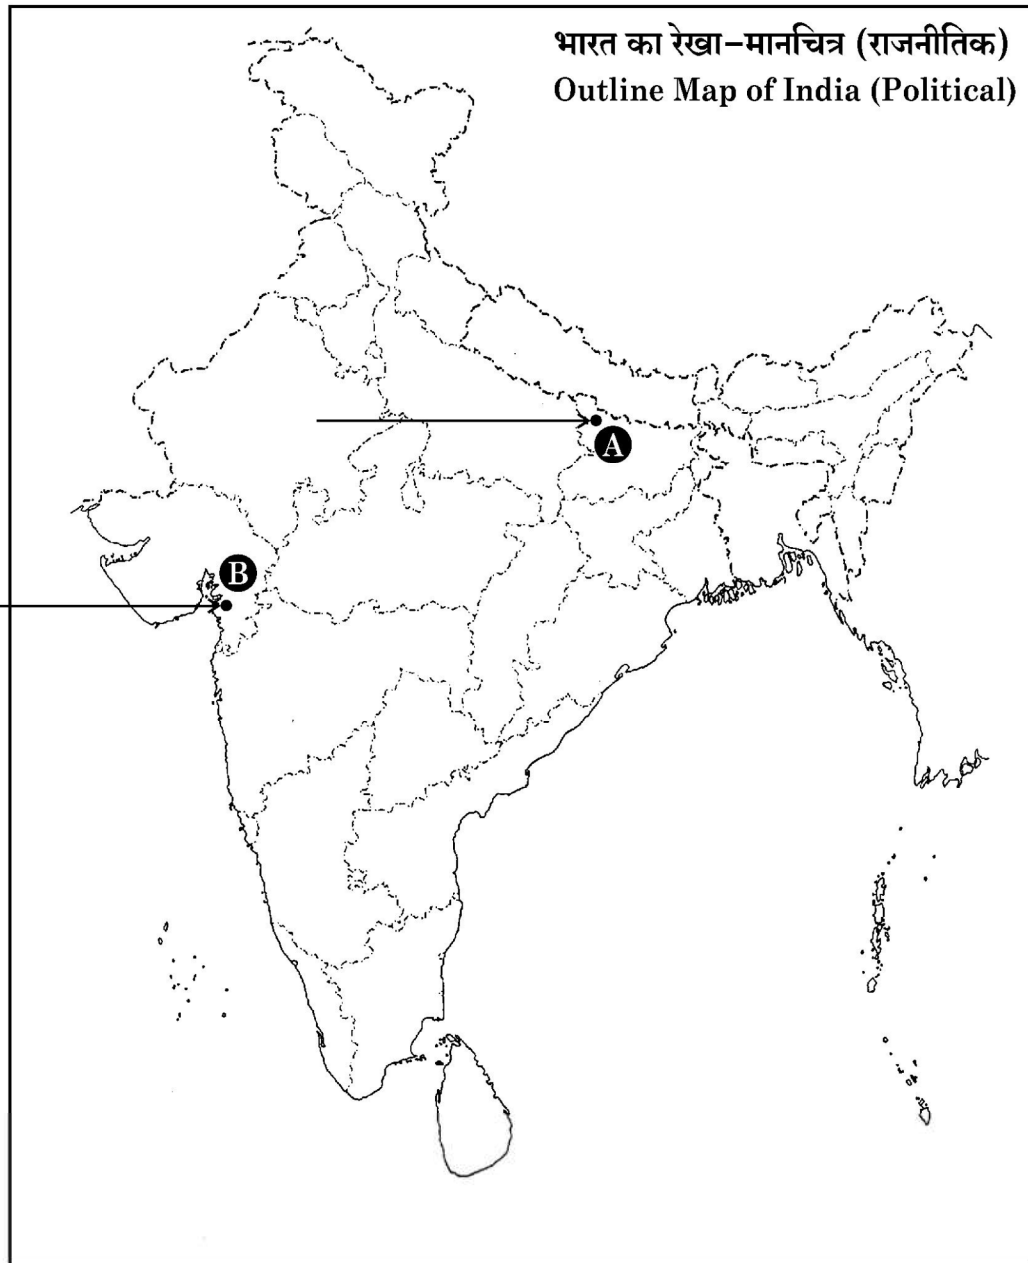 भारत का रेखा-मानचित्र (राजनीतिक)
Outline Map of India (Political)
A
B